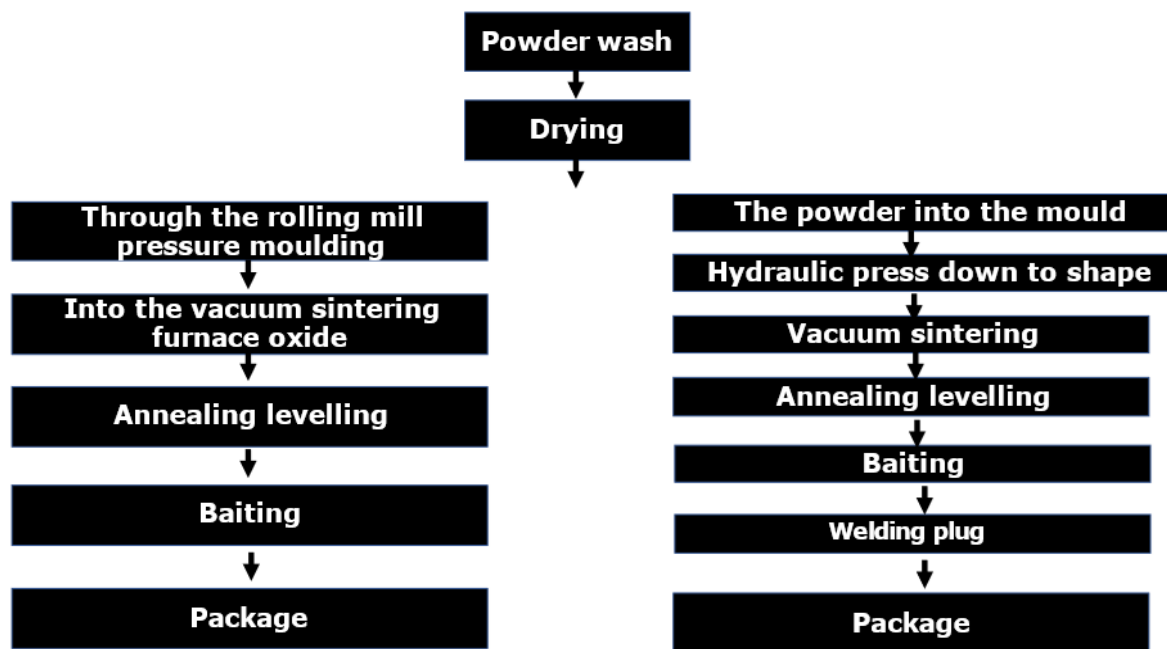 Powder wash
Drying
Through the rolling mill
pressure moulding
Into the vacuum sintering
furnace oxide
Annealing levelling
Baiting
Package
The powder into the mould
Hydraulic press down to shape
Vacuum sintering
Annealing levelling
Baiting
Welding plug
Package